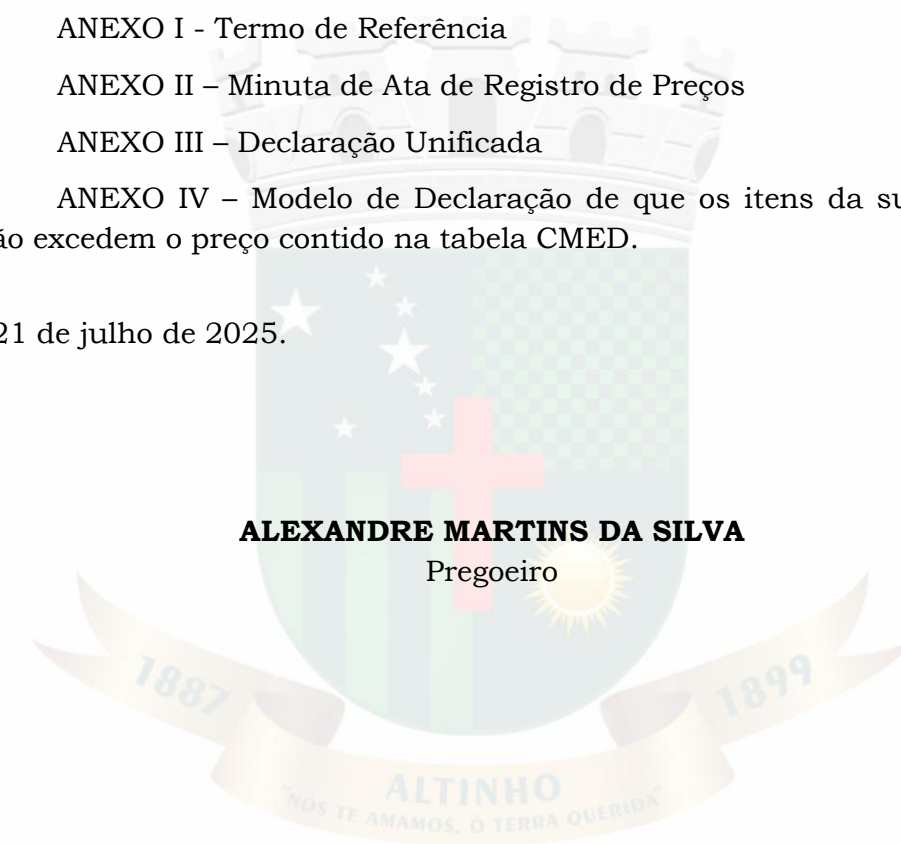 ANEXO I - Termo de Referência
ANEXO II – Minuta de Ata de Registro de Preços
ANEXO III – Declaração Unificada
ANEXO IV – Modelo de Declaração de que os itens da su
ão excedem o preço contido na tabela CMED.
21 de julho de 2025.
ALEXANDRE MARTINS DA SILVA
Pregoeiro
1887
1899
ALTINHO
"NÓS TE AMAMOS, Ó TERRA QUERIDA"